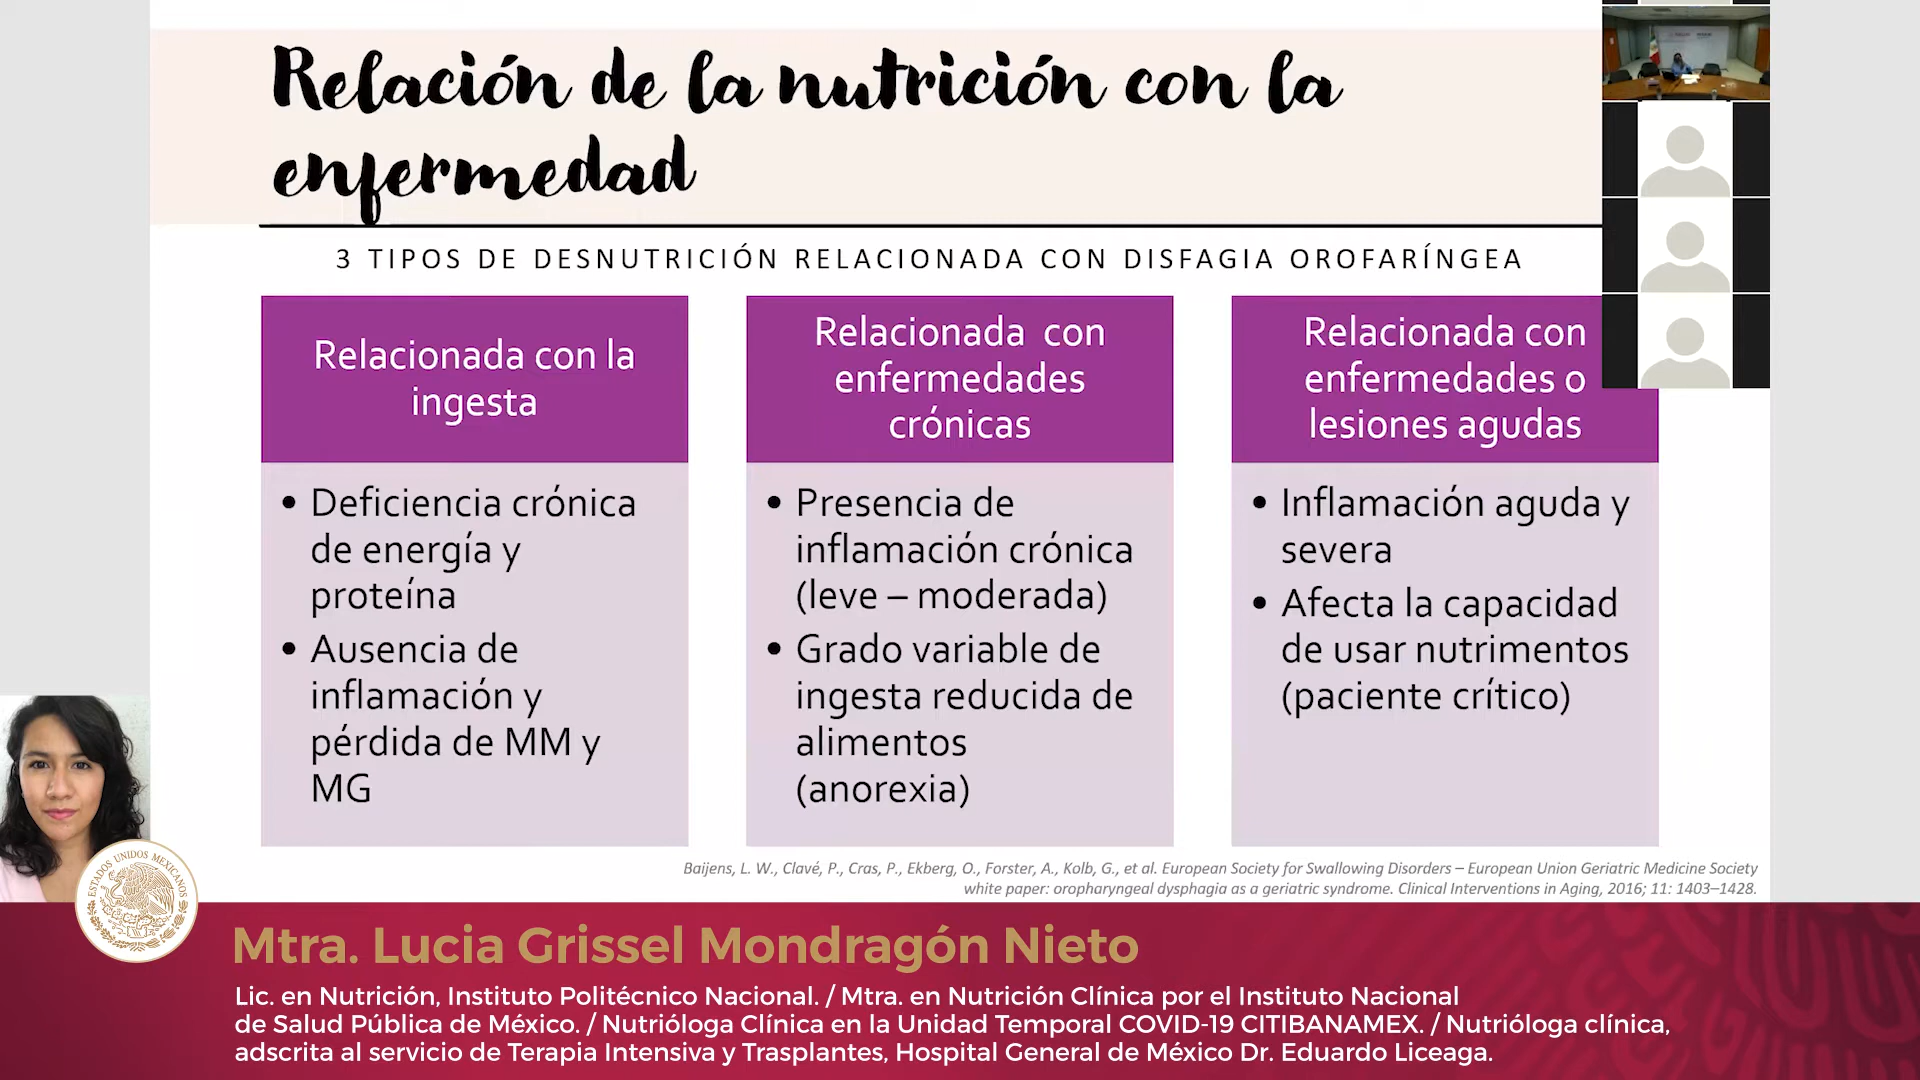 Relación de la nutrición con la
enfermedad
3 TIPOS DE DESNUTRICIÓN RELACIONADA CON DISFAGIA OROFARÍNGEA
Relacionada con la
ingesta
• Deficiencia crónica
de energía y
proteína
• Ausencia de
inflamación y
pérdida de MM y
MG
Relacionada con
enfermedades
crónicas
• Presencia de
inflamación crónica
(leve – moderada)
• Grado variable de
ingesta reducida de
alimentos
(anorexia)
Relacionada con
enfermedades o
lesiones agudas
• Inflamación aguda y
severa
• Afecta la capacidad
de usar nutrimentos
(paciente crítico)
Baijens, L. W., Clavé, P., Cras, P., Ekberg, O., Forster, A., Kolb, G., et al. European Society for Swallowing Disorders – European Union Geriatric Medicine Society
white paper: oropharyngeal dysphagia as a geriatric syndrome. Clinical Interventions in Aging, 2016; 11: 1403–1428.
ESTADOS UNIDOS MEXICANOS
Mtra. Lucia Grissel Mondragón Nieto
Lic. en Nutrición, Instituto Politécnico Nacional. / Mtra. en Nutrición Clínica por el Instituto Nacional
de Salud Pública de México. / Nutrióloga Clínica en la Unidad Temporal COVID-19 CITIBANAMEX. / Nutrióloga clínica,
adscrita al servicio de Terapia Intensiva y Trasplantes, Hospital General de México Dr. Eduardo Liceaga.